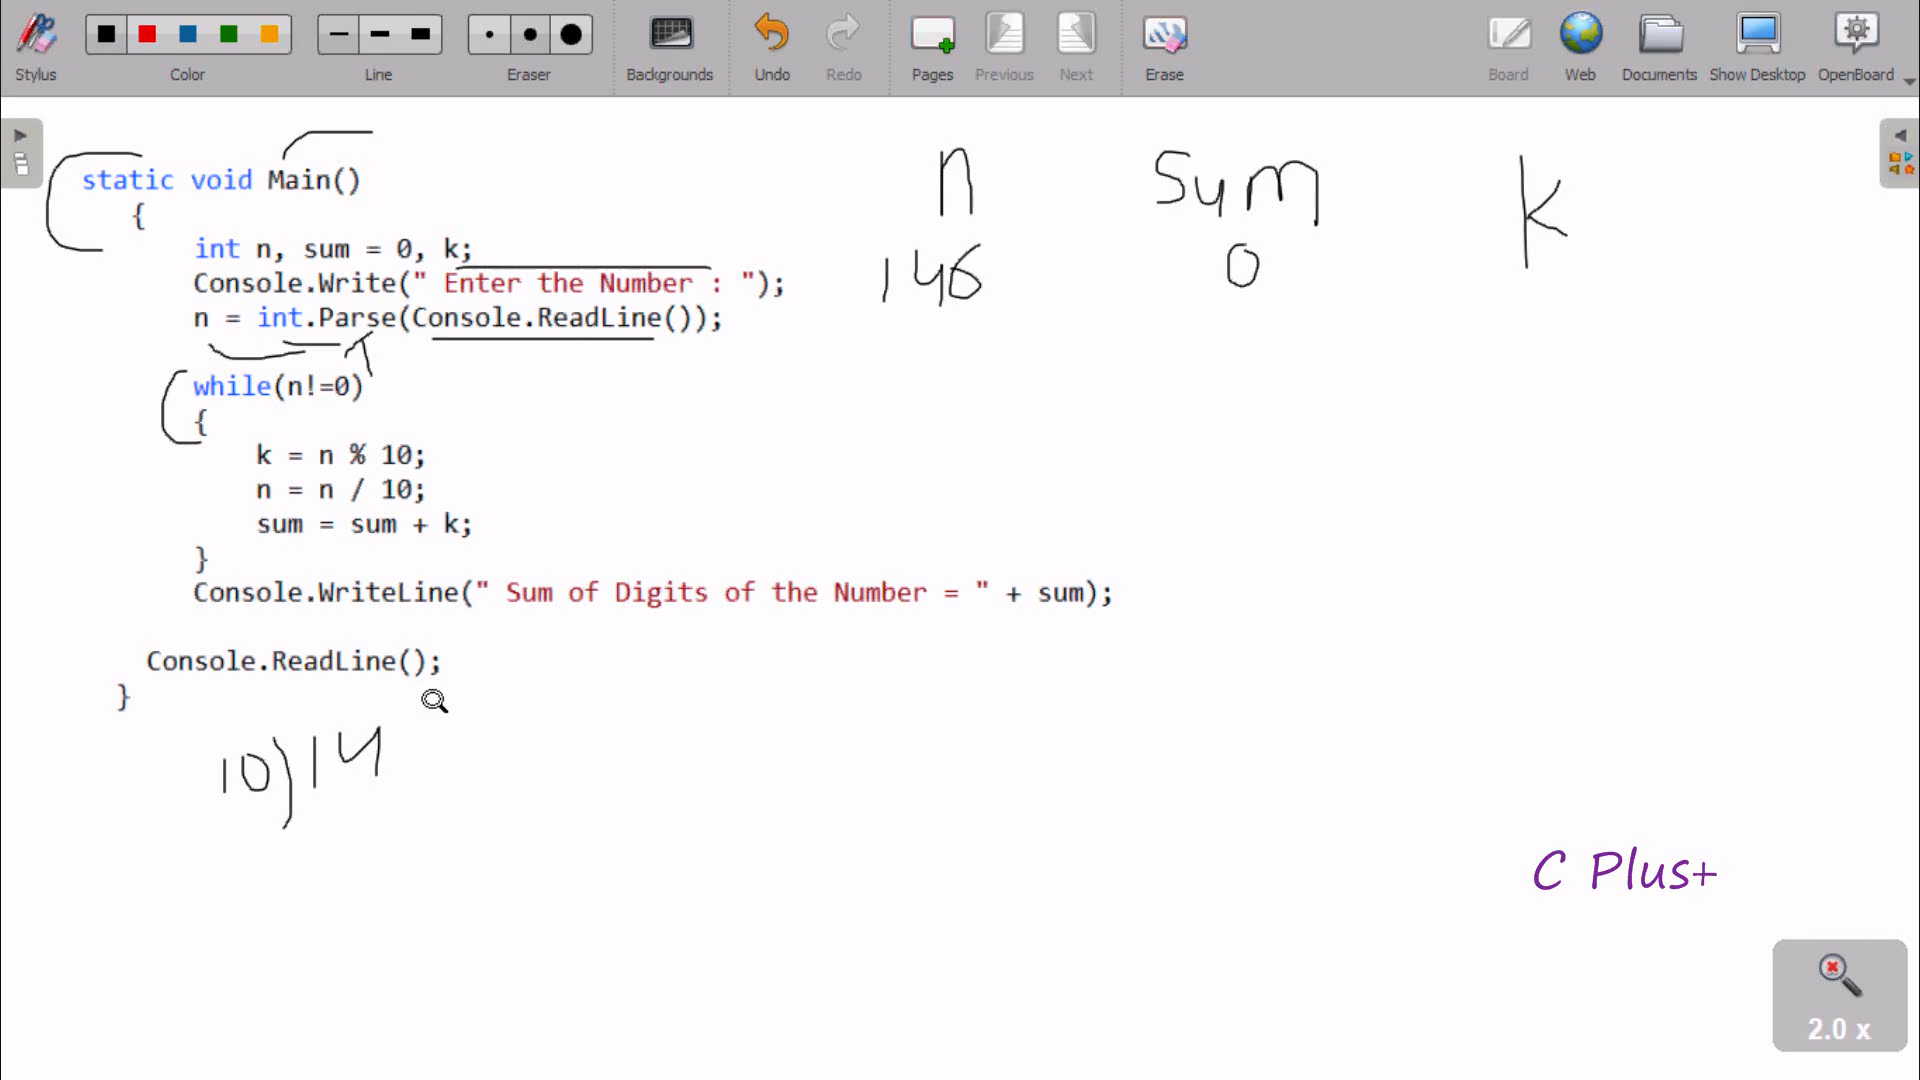 Stylus Color Line Eraser Backgrounds Undo Redo Pages Previous Next Erase Board Web Documents Show Desktop OpenBoard
static void Main()
{
int n, sum = 0, k;
Console.Write(" Enter the Number : ");
n = int.Parse(Console.ReadLine());
while(n!=0)
{
k = n % 10;
n = n / 10;
sum = sum + k;
}
Console.WriteLine(" Sum of Digits of the Number = " + sum);
Console.ReadLine();
}
n Sum k
146 0
10)14
C Plus+
2.0 x